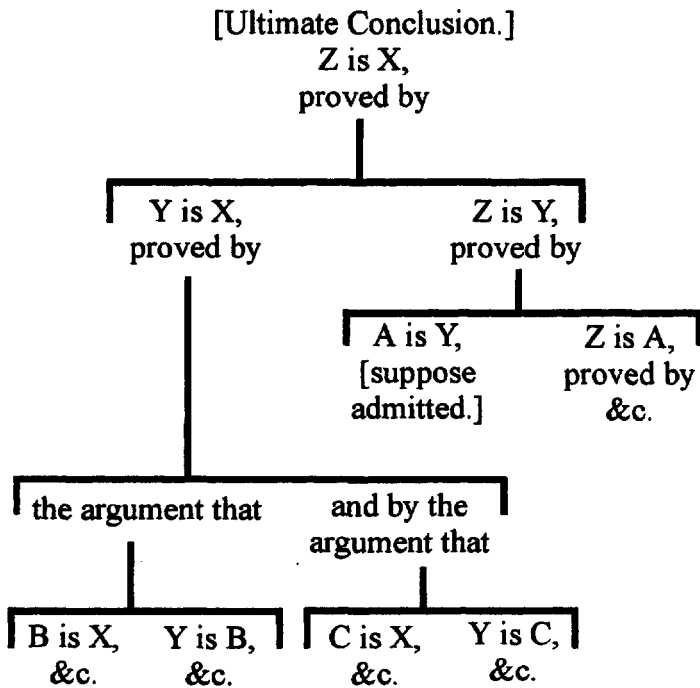 [Ultimate Conclusion.]
Z is X,
proved by
Y is X,
proved by
Z is Y,
proved by
A is Y,
[suppose
admitted.]
Z is A,
proved by
&c.
the argument that
and by the
argument that
B is X,
&c.
Y is B,
&c.
C is X,
&c.
Y is C,
&c.